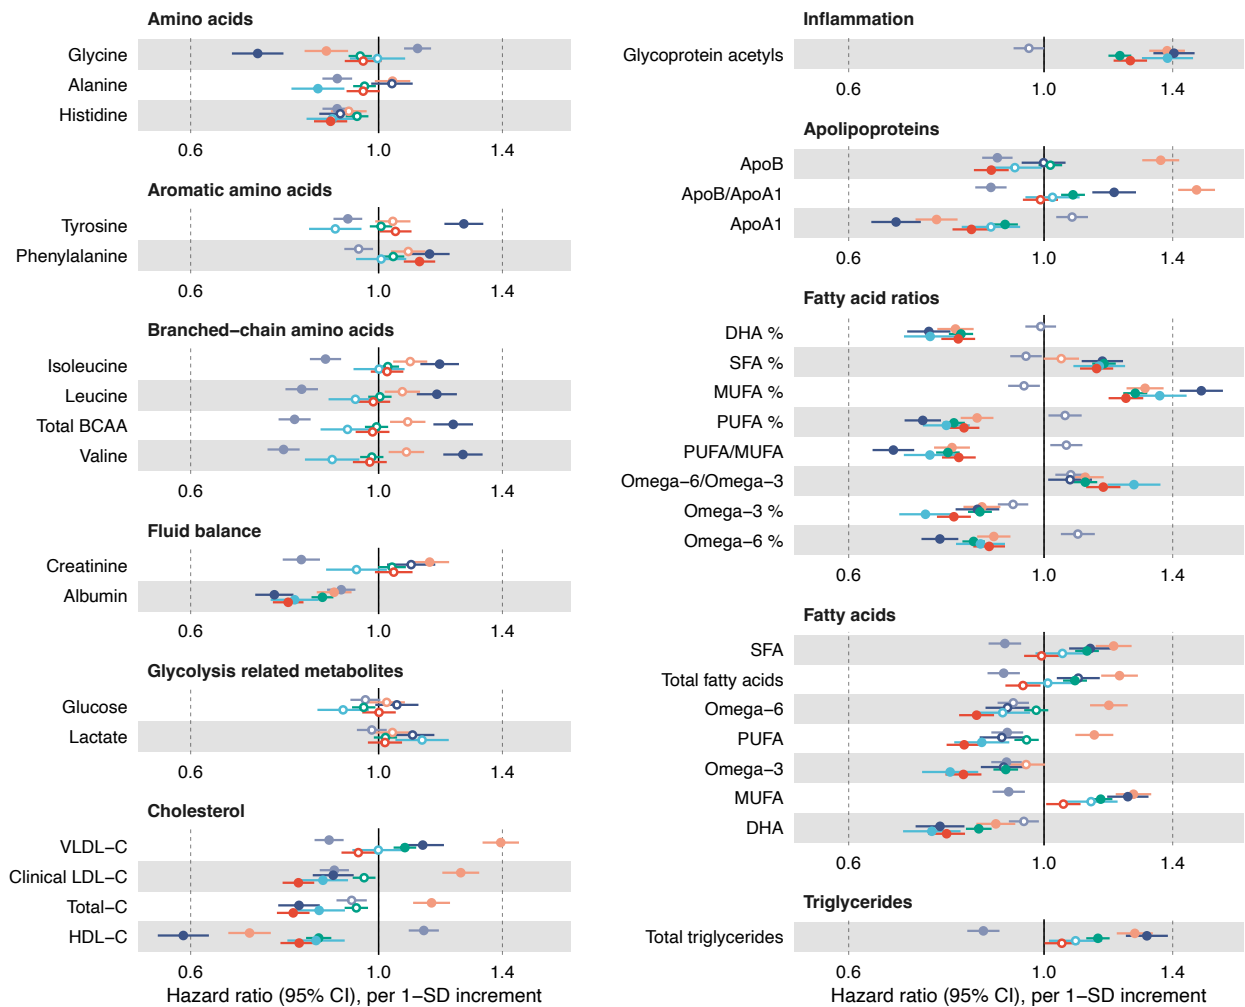 Amino acids
Glycine
Alanine
Histidine
0.6 1.0 1.4
Aromatic amino acids
Tyrosine
Phenylalanine
0.6 1.0 1.4
Branched−chain amino acids
Isoleucine
Leucine
Total BCAA
Valine
0.6 1.0 1.4
Fluid balance
Creatinine
Albumin
0.6 1.0 1.4
Glycolysis related metabolites
Glucose
Lactate
0.6 1.0 1.4
Cholesterol
VLDL−C
Clinical LDL−C
Total−C
HDL−C
0.6 1.0 1.4
Hazard ratio (95% CI), per 1−SD increment
Inflammation
Glycoprotein acetyls
0.6 1.0 1.4
Apolipoproteins
ApoB
ApoB/ApoA1
ApoA1
0.6 1.0 1.4
Fatty acid ratios
DHA %
SFA %
MUFA %
PUFA %
PUFA/MUFA
Omega−6/Omega−3
Omega−3 %
Omega−6 %
0.6 1.0 1.4
Fatty acids
SFA
Total fatty acids
Omega−6
PUFA
Omega−3
MUFA
DHA
0.6 1.0 1.4
Triglycerides
Total triglycerides
0.6 1.0 1.4
Hazard ratio (95% CI), per 1−SD increment